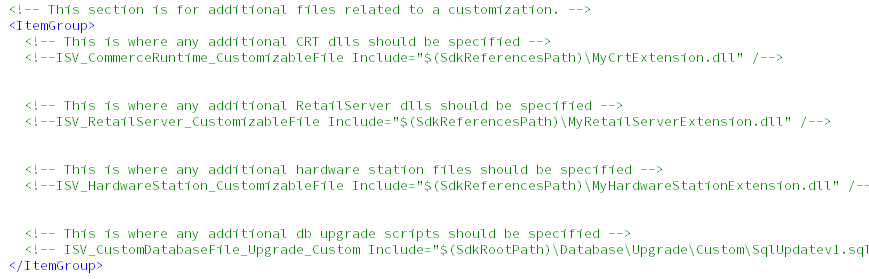 <!-- This section is for additional files related to a customization. -->
<ItemGroup>
<!-- This is where any additional CRT dlls should be specified -->
<!--ISV_CommerceRuntime_CustomizableFile Include="$(SdkReferencesPath)\MyCrtExtension.dll" /-->
<!-- This is where any additional RetailServer dlls should be specified -->
<!--ISV_RetailServer_CustomizableFile Include="$(SdkReferencesPath)\MyRetailServerExtension.dll" /-->
<!-- This is where any additional hardware station files should be specified -->
<!--ISV_HardwareStation_CustomizableFile Include="$(SdkReferencesPath)\MyHardwareStationExtension.dll" /--
<!-- This is where any additional db upgrade scripts should be specified -->
<!-- ISV_CustomDatabaseFile_Upgrade_Custom Include="$(SdkRootPath)\Database\Upgrade\Custom\SqlUpdatev1.sql
</ItemGroup>